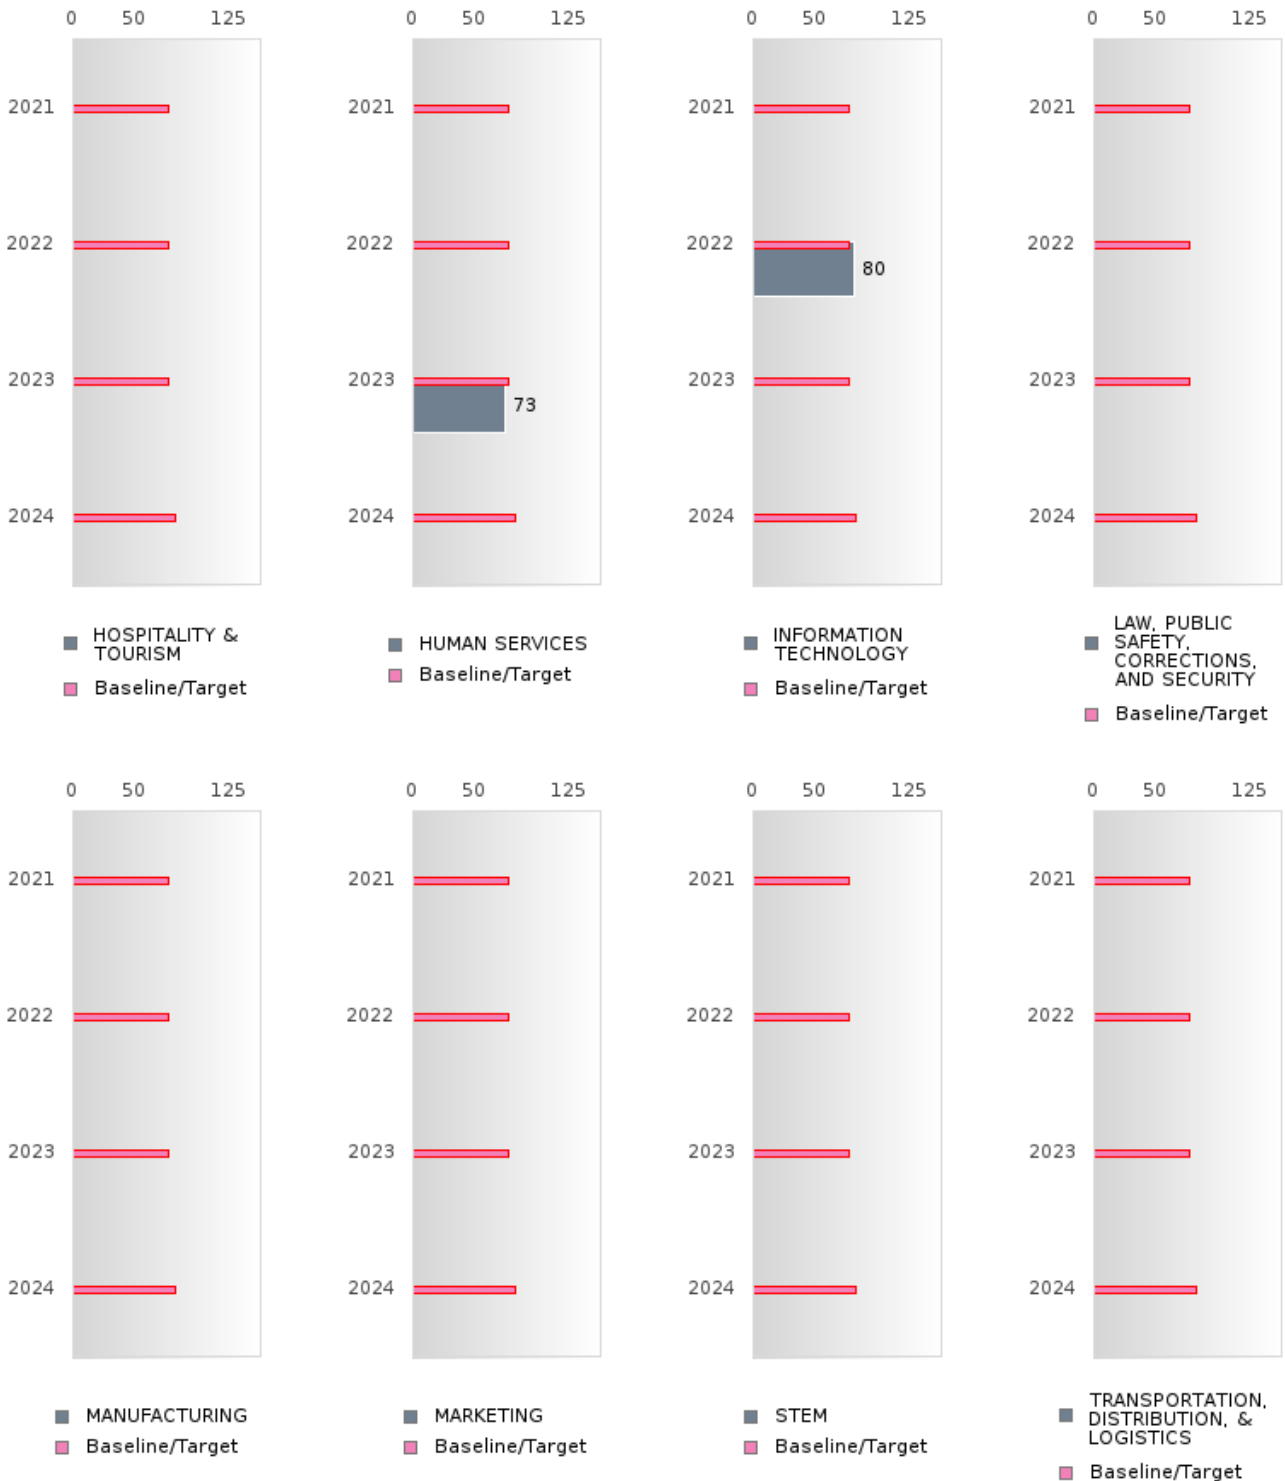 0 50 125 0 50 125 0 50 125 0 50 125
2021 2021 2021 2021
2022 2022 2022 2022
80
2023 2023 2023 2023
73
2024 2024 2024 2024
HOSPITALITY &
TOURISM
Baseline/Target
HUMAN SERVICES
Baseline/Target
INFORMATION
TECHNOLOGY
Baseline/Target
LAW, PUBLIC
SAFETY,
CORRECTIONS,
AND SECURITY
Baseline/Target
0 50 125 0 50 125 0 50 125 0 50 125
2021 2021 2021 2021
2022 2022 2022 2022
2023 2023 2023 2023
2024 2024 2024 2024
MANUFACTURING
Baseline/Target
MARKETING
Baseline/Target
STEM
Baseline/Target
TRANSPORTATION,
DISTRIBUTION, &
LOGISTICS
Baseline/Target